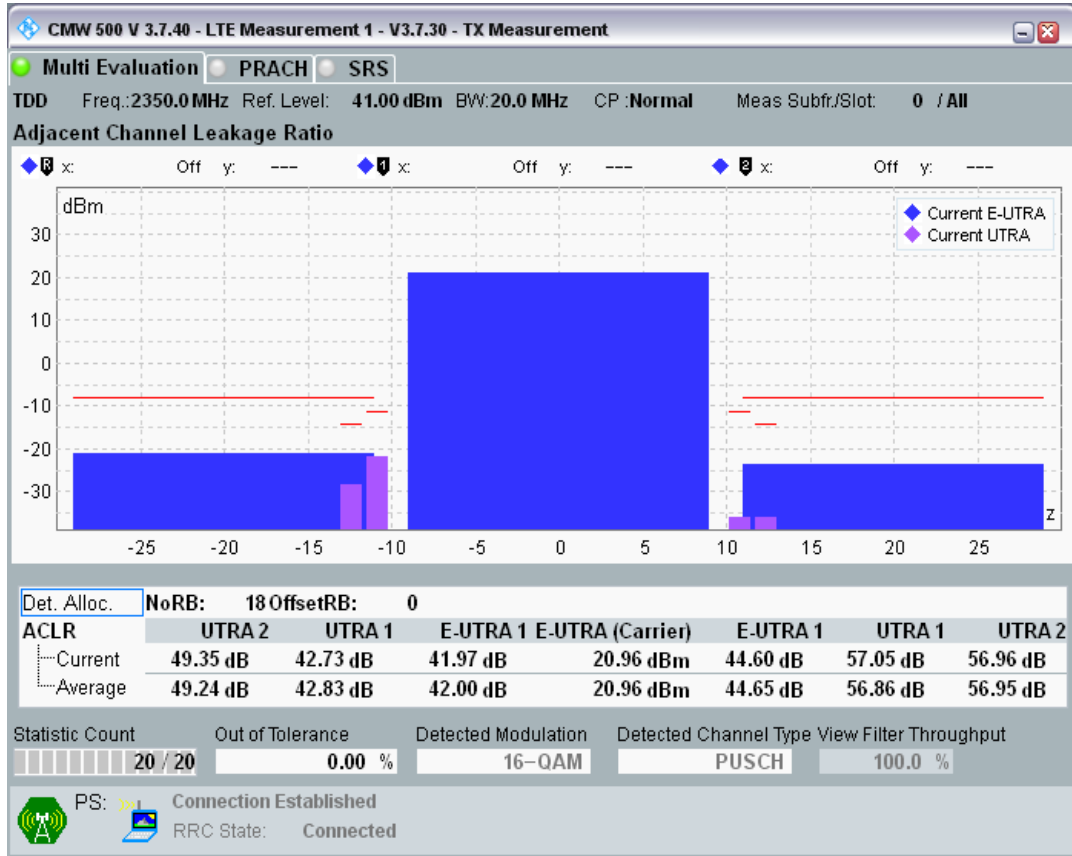 CMW 500 V 3.7.40 - LTE Measurement 1 - V3.7.30 - TX Measurement
Multi Evaluation PRACH SRS
TDD Freq.:2350.0 MHz Ref. Level: 41.00 dBm BW:20.0 MHz CP :Normal Meas Subfr./Slot: 0 / All
Adjacent Channel Leakage Ratio
R x: Off y: --- 1 x: Off y: --- 2 x: Off y: ---
dBm
Current E-UTRA
Current UTRA
30
20
10
0
-10
-20
-30
z
-25 -20 -15 -10 -5 0 5 10 15 20 25
Det. Alloc. NoRB: 18 OffsetRB: 0
ACLR UTRA 2 UTRA 1 E-UTRA 1 E-UTRA (Carrier) E-UTRA 1 UTRA 1 UTRA 2
Current 49.35 dB 42.73 dB 41.97 dB 20.96 dBm 44.60 dB 57.05 dB 56.96 dB
Average 49.24 dB 42.83 dB 42.00 dB 20.96 dBm 44.65 dB 56.86 dB 56.95 dB
Statistic Count Out of Tolerance Detected Modulation Detected Channel Type View Filter Throughput
20 / 20 0.00 % 16-QAM PUSCH 100.0 %
PS: Connection Established
RRC State: Connected